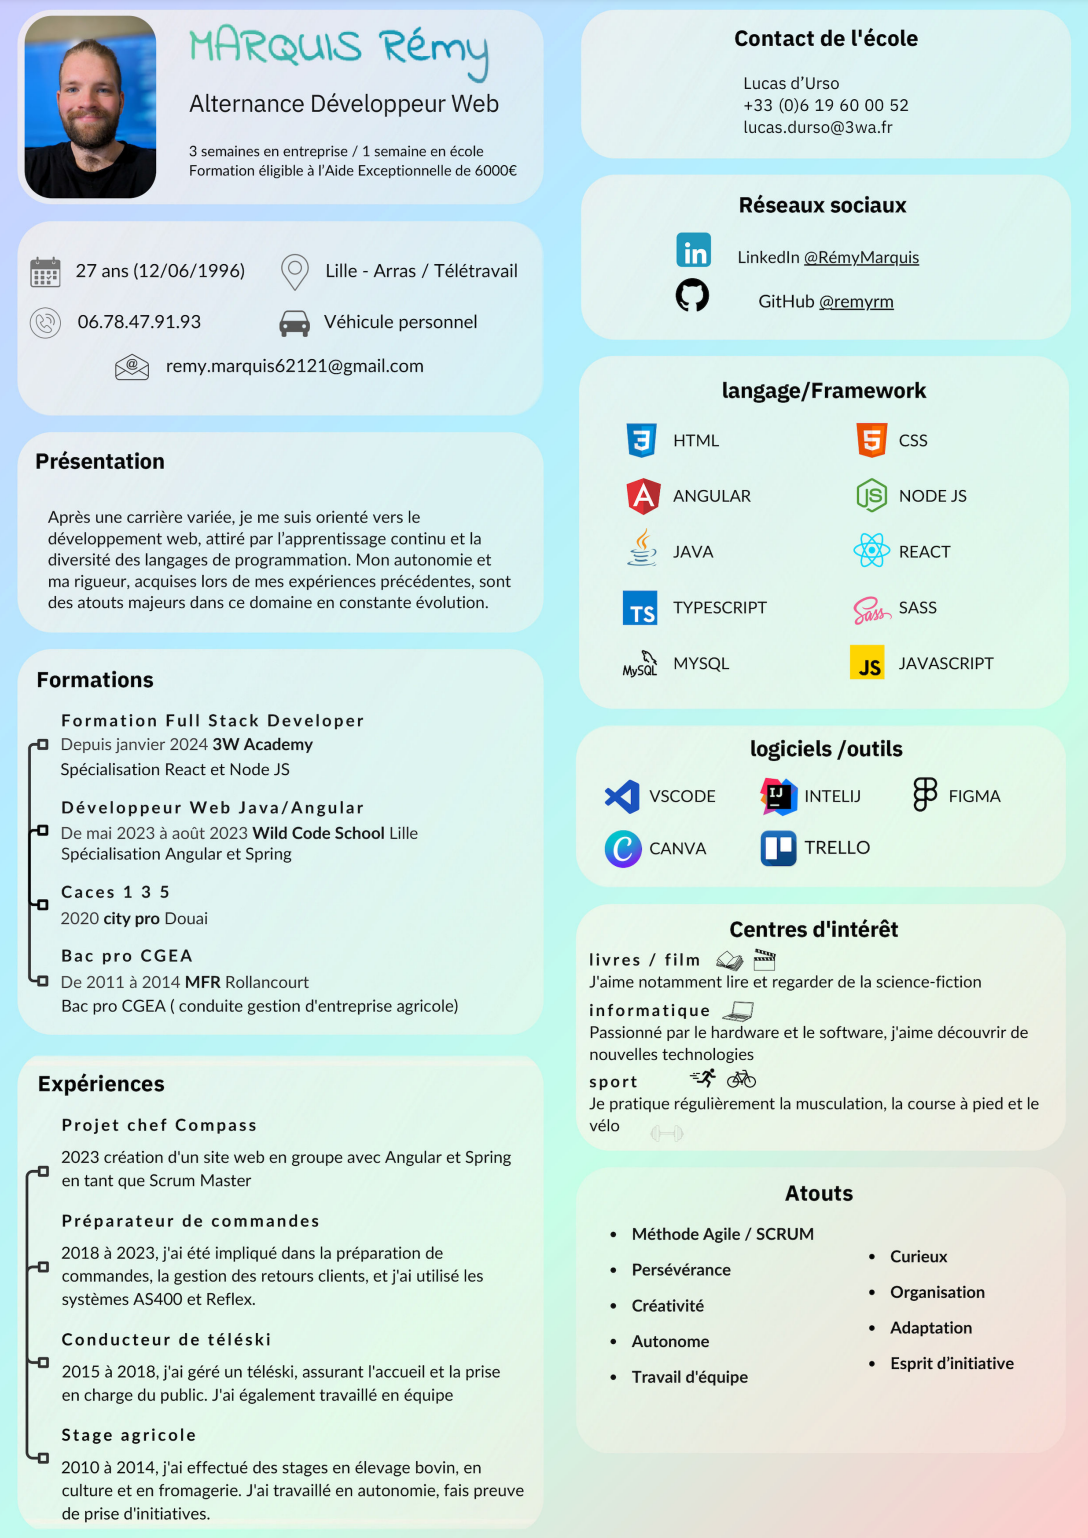 MARQUIS Rémy
Alternance Développeur Web
3 semaines en entreprise / 1 semaine en école
Formation éligible à l'Aide Exceptionnelle de 6000€
27 ans (12/06/1996)
Lille - Arras / Télétravail
06.78.47.91.93
Véhicule personnel
@
remy.marquis62121@gmail.com
Présentation
Après une carrière variée, je me suis orienté vers le
développement web, attiré par l'apprentissage continu et la
diversité des langages de programmation. Mon autonomie et
ma rigueur, acquises lors de mes expériences précédentes, sont
des atouts majeurs dans ce domaine en constante évolution.
Formations
Formation Full Stack Developer
Depuis janvier 2024 3W Academy
Spécialisation React et Node JS
Développeur Web Java/Angular
De mai 2023 à août 2023 Wild Code School Lille
Spécialisation Angular et Spring
Caces 1 3 5
2020 city pro Douai
Bac pro CGEA
De 2011 à 2014 MFR Rollancourt
Bac pro CGEA ( conduite gestion d'entreprise agricole)
Expériences
Projet chef Compass
2023 création d'un site web en groupe avec Angular et Spring
en tant que Scrum Master
Préparateur de commandes
2018 à 2023, j'ai été impliqué dans la préparation de
commandes, la gestion des retours clients, et j'ai utilisé les
systèmes AS400 et Reflex.
Conducteur de téléski
2015 à 2018, j'ai géré un téléski, assurant l'accueil et la prise
en charge du public. J'ai également travaillé en équipe
Stage agricole
2010 à 2014, j'ai effectué des stages en élevage bovin, en
culture et en fromagerie. J'ai travaillé en autonomie, fais preuve
de prise d'initiatives.
Contact de l'école
Lucas d'Urso
+33 (0)6 19 60 00 52
lucas.durso@3wa.fr
Réseaux sociaux
in
LinkedIn @RémyMarquis
GitHub @remyrm
langage/Framework
3 HTML
5 CSS
A ANGULAR
JS NODE JS
JAVA
REACT
TS TYPESCRIPT
Sass SASS
MySQL MYSQL
JS JAVASCRIPT
logiciels /outils
VSCODE
IJ INTELIJ
FIGMA
C CANVA
TRELLO
Centres d'intérêt
livres / film
J'aime notamment lire et regarder de la science-fiction
informatique
Passionné par le hardware et le software, j'aime découvrir de
nouvelles technologies
sport
Je pratique régulièrement la musculation, la course à pied et le
vélo
Atouts
• Méthode Agile / SCRUM
• Persévérance
• Créativité
• Autonome
• Travail d'équipe
• Curieux
• Organisation
• Adaptation
• Esprit d'initiative